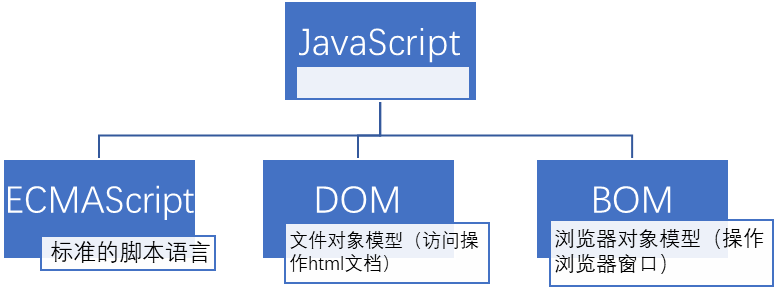 JavaScript
ECMAScript
标准的脚本语言
DOM
文件对象模型（访问操
作html文档）
BOM
浏览器对象模型（操作
浏览器窗口）